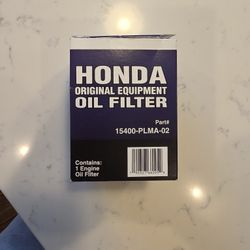 HONDA
ORIGINAL EQUIPMENT
OIL FILTER
Part#
15400-PLMA-02
Contains:
1 Engine
Oil Filter